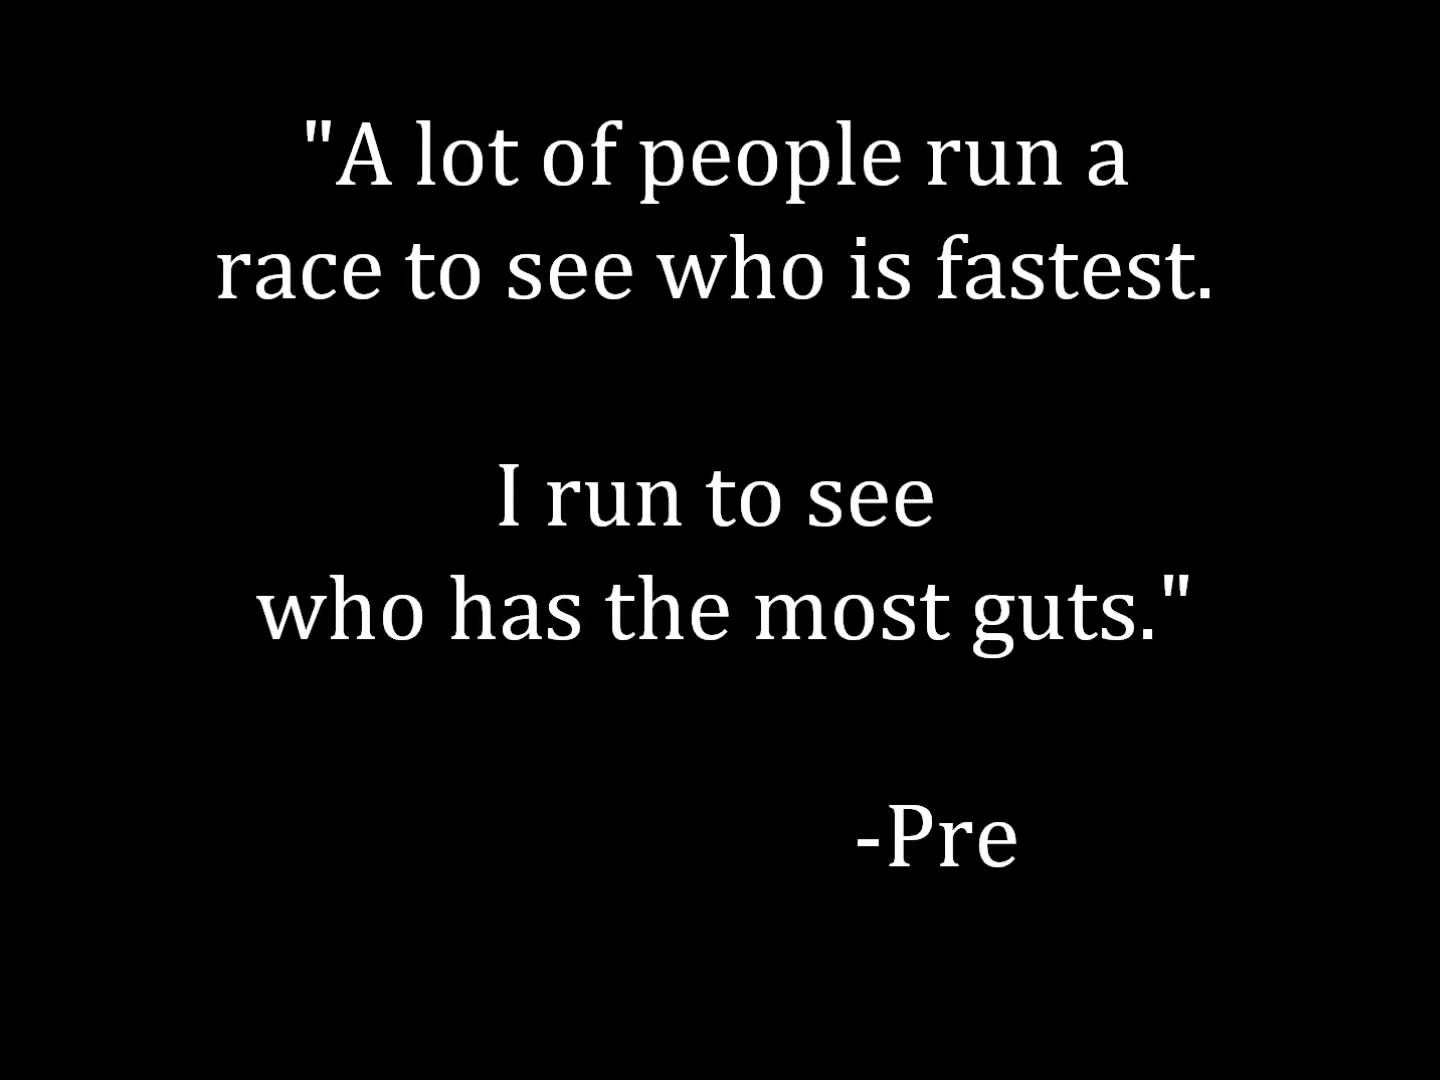 "A lot of people run a
race to see who is fastest.
I run to see
who has the most guts."
-Pre